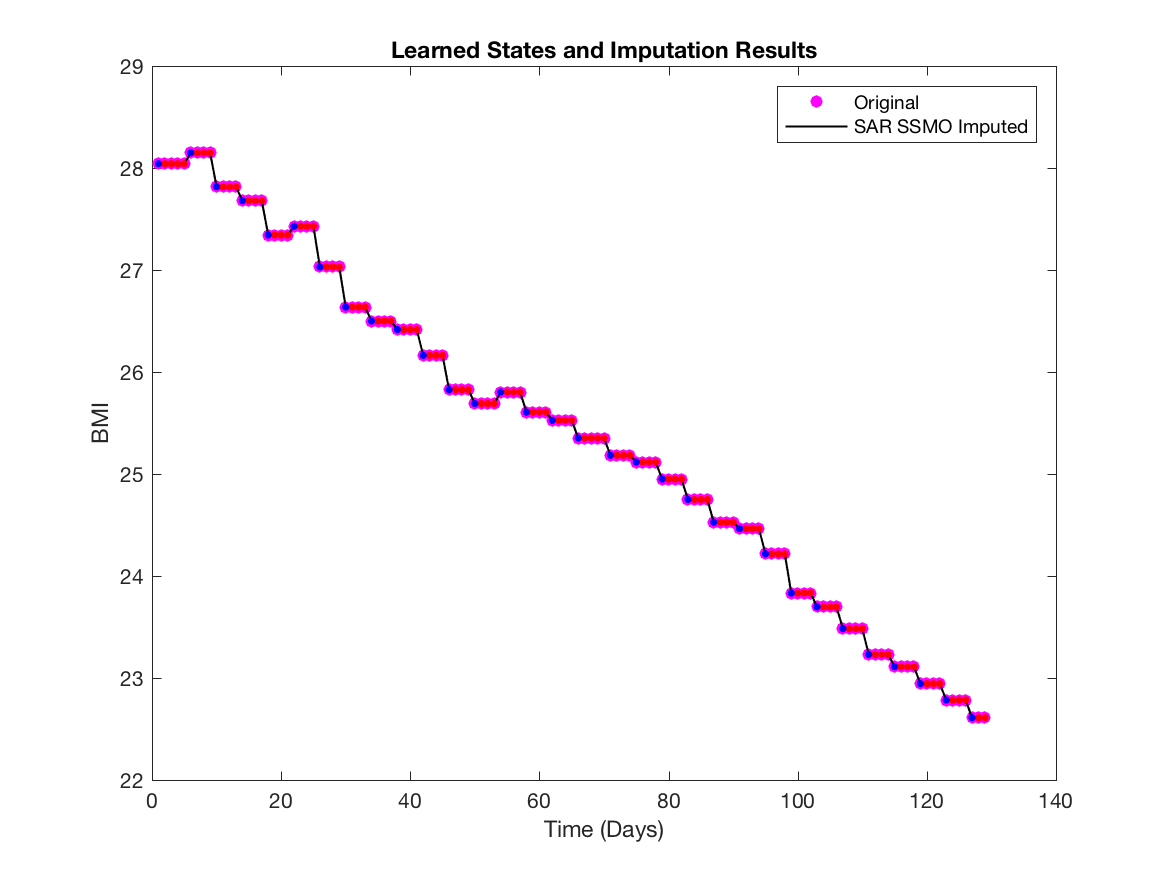 Learned States and Imputation Results
Original
SAR SSMO Imputed
29
28
27
26
25
24
23
22
BMI
0 20 40 60 80 100 120 140
Time (Days)